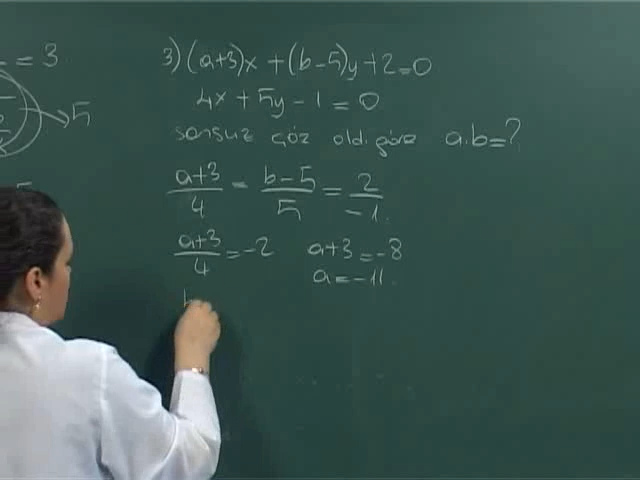 = 3
5
3) (a+3)x + (b-5)y + 2 = 0
4x + 5y - 1 = 0
sonsuz çöz old. göre a.b = ?
a+3/4 = b-5/5 = 2/-1
a+3/4 = -2 a+3 = -8
a = -11